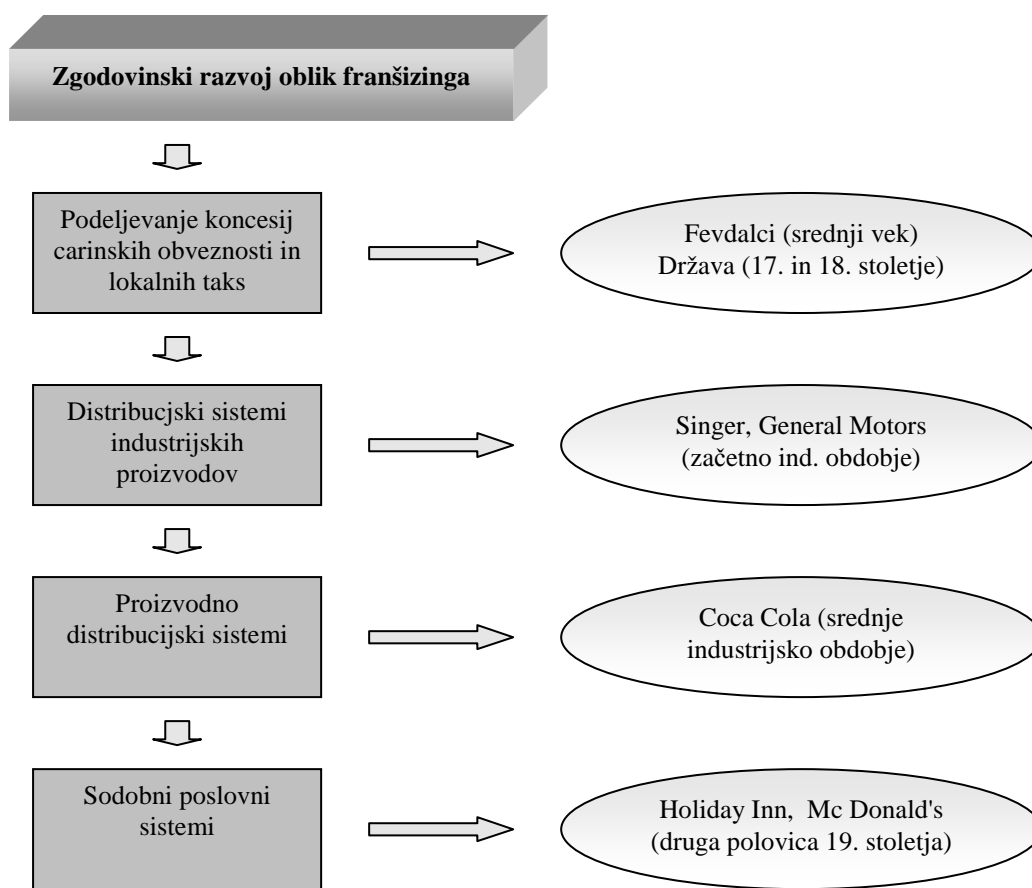 Zgodovinski razvoj oblik franšizinga
Podeljevanje koncesij
carinskih obveznosti in
lokalnih taks
Fevdalci (srednji vek)
Država (17. in 18. stoletje)
Distribucjski sistemi
industrijskih
proizvodov
Singer, General Motors
(začetno ind. obdobje)
Proizvodno
distribucijski sistemi
Coca Cola (srednje
industrijsko obdobje)
Sodobni poslovni
sistemi
Holiday Inn,  Mc Donald's
(druga polovica 19. stoletja)